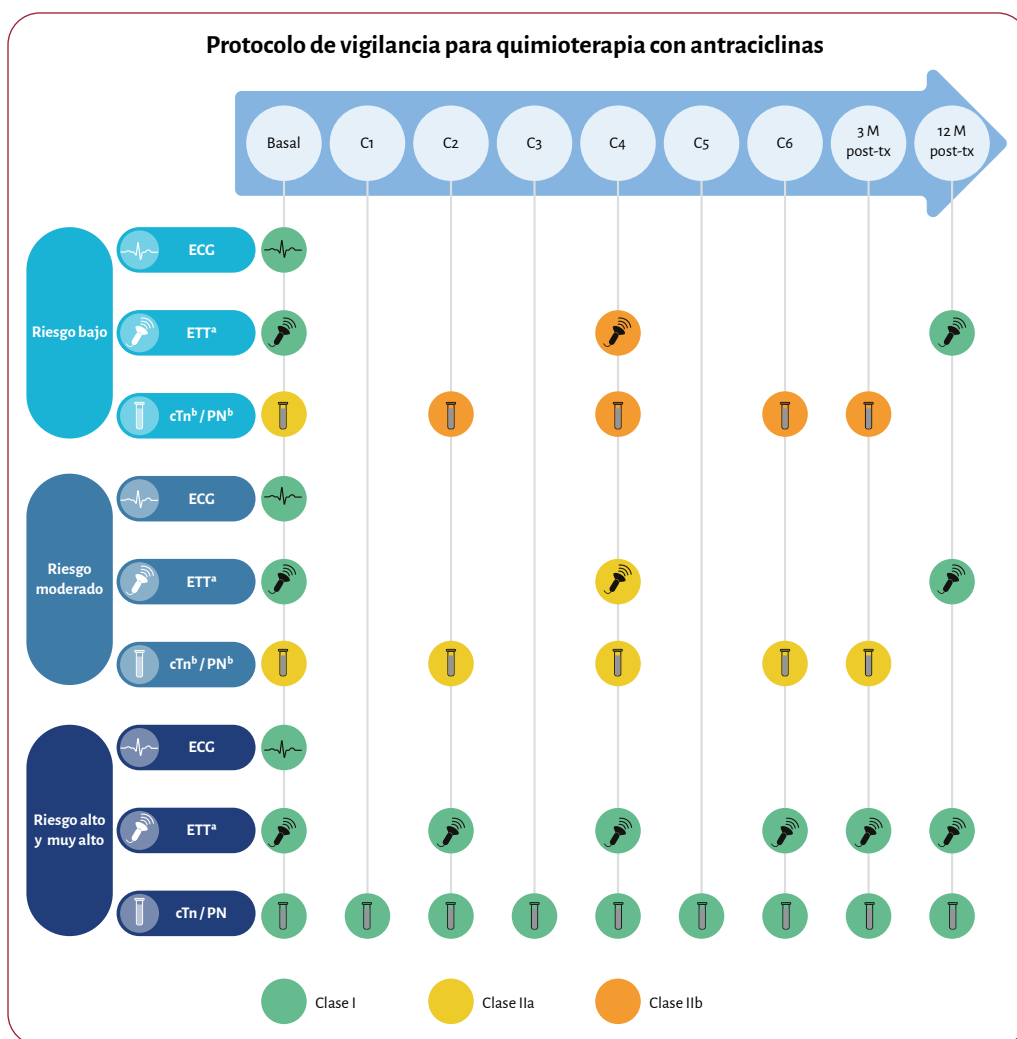 Protocolo de vigilancia para quimioterapia con antraciclinas
Basal
C1
C2
C3
C4
C5
C6
3 M
post-tx
12 M
post-tx
Riesgo bajo
ECG
ETTª
cTnᵇ / PNᵇ
Riesgo
moderado
ECG
ETTª
cTnᵇ / PNᵇ
Riesgo alto
y muy alto
ECG
ETTª
cTn / PN
Clase I
Clase IIa
Clase IIb